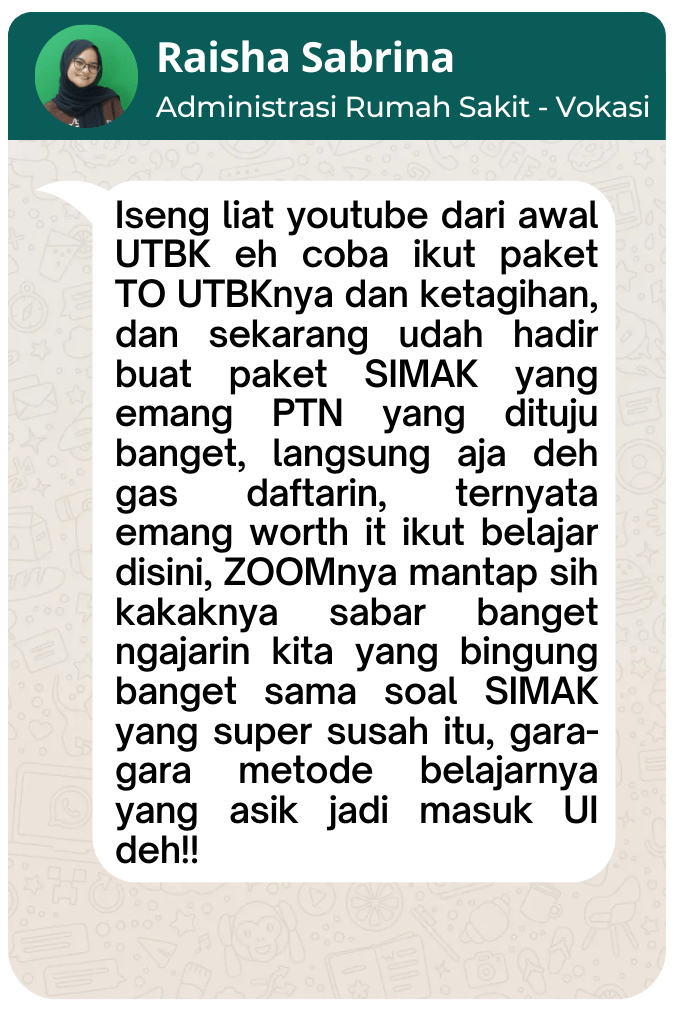 Raisha Sabrina
Administrasi Rumah Sakit - Vokasi
Iseng liat youtube dari awal
UTBK eh coba ikut paket
TO UTBKnya dan ketagihan,
dan sekarang udah hadir
buat paket SIMAK yang
emang PTN yang dituju
banget, langsung aja deh
gas daftarin, ternyata
emang worth it ikut belajar
disini, ZOOMnya mantap sih
kakaknya sabar banget
ngajarin kita yang bingung
banget sama soal SIMAK
yang super susah itu, gara-
gara metode belajarnya
yang asik jadi masuk UI
deh!!